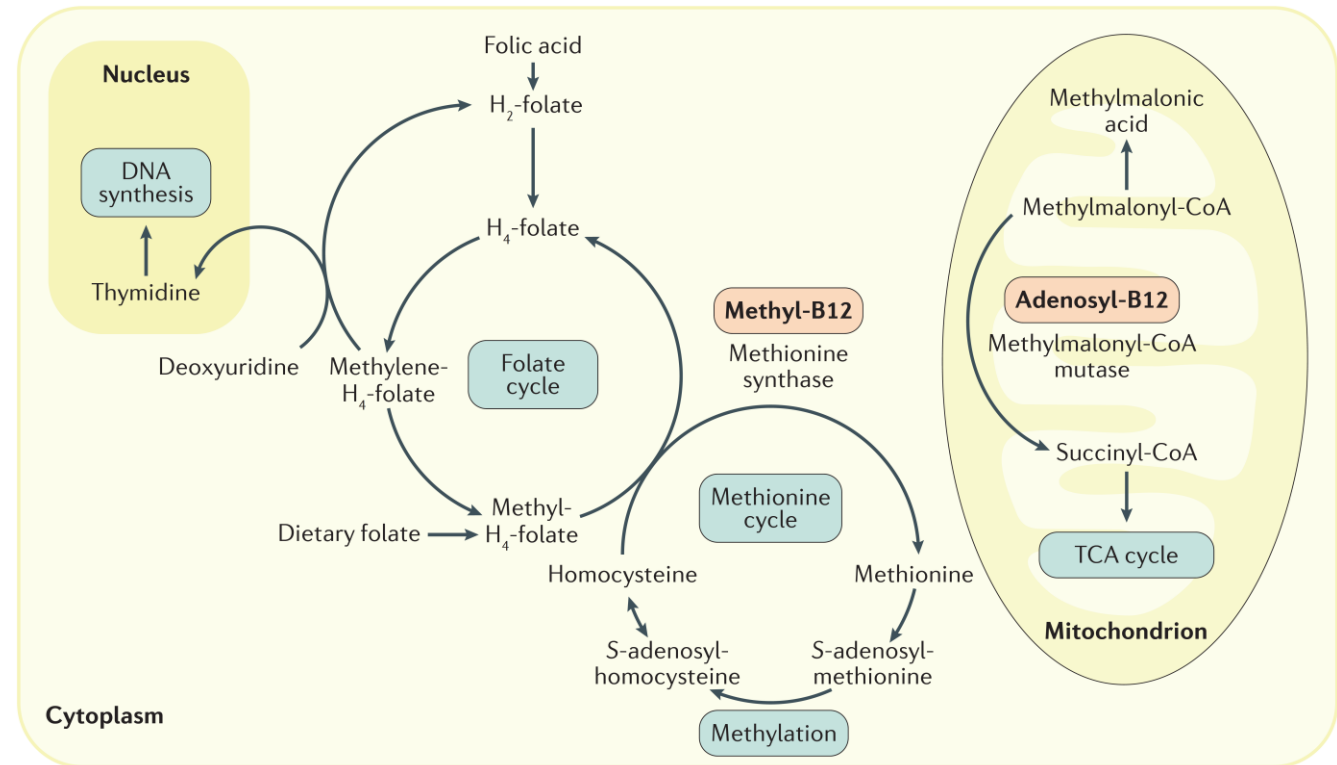 Nucleus
DNA
synthesis
Thymidine
Deoxyuridine
Folic acid
H₂-folate
H₄-folate
Methylene-
H₄-folate
Folate
cycle
Dietary folate
Methyl-
H₄-folate
Methyl-B12
Methionine
synthase
Methionine
cycle
Homocysteine
Methionine
S-adenosyl-
homocysteine
S-adenosyl-
methionine
Methylation
Cytoplasm
Methylmalonic
acid
Methylmalonyl-CoA
Adenosyl-B12
Methylmalonyl-CoA
mutase
Succinyl-CoA
TCA cycle
Mitochondrion